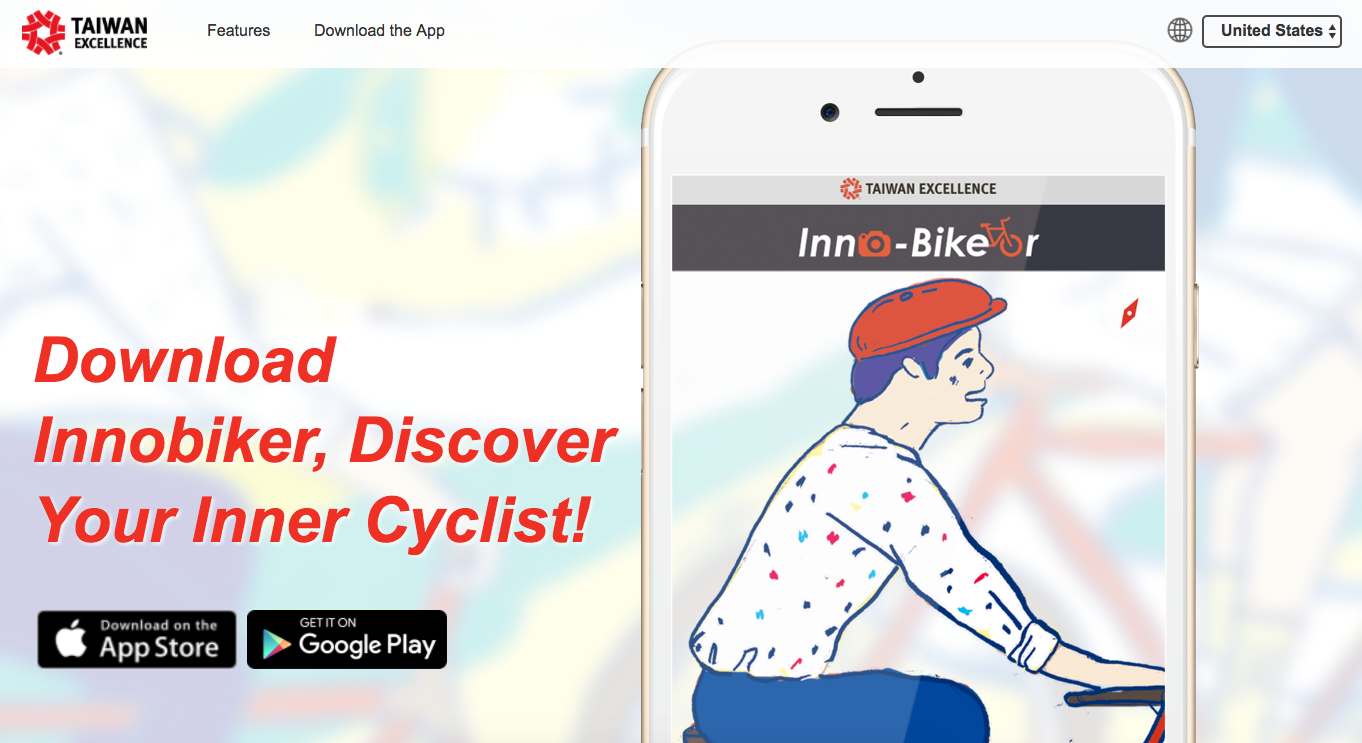 TAIWAN
EXCELLENCE
Features
Download the App
United States
TAIWAN EXCELLENCE
Inno-Bikeor
Download
Innobiker, Discover
Your Inner Cyclist!
Download on the
App Store
GET IT ON
Google Play